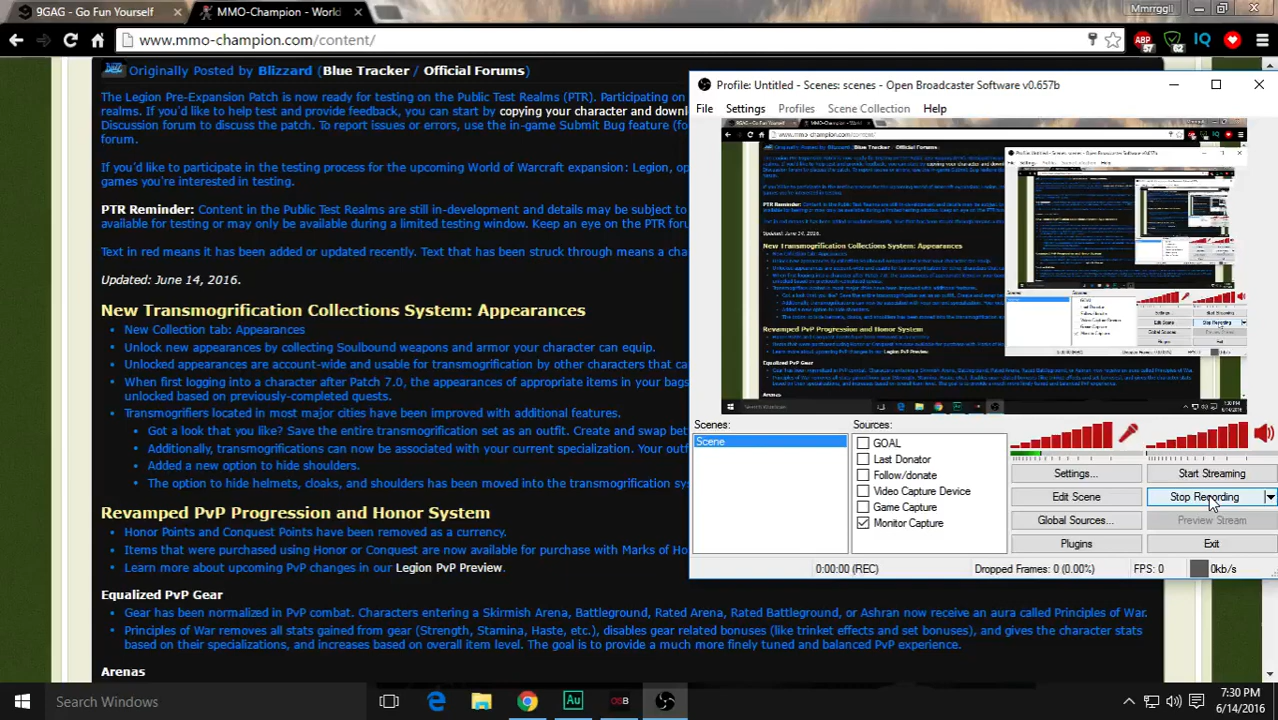 9GAG - Go Fun Yourself
MMO-Champion - World
Mmrrggll
www.mmo-champion.com/content/
ABP
57
62
IQ
Originally Posted by Blizzard (Blue Tracker / Official Forums)
The Legion Pre-Expansion Patch is now ready for testing on the Public Test Realms (PTR). Participating on
realms. If you'd like to help test and provide feedback, you can start by copying your character and downl
Discussion forum to discuss the patch. To report issues or errors, use the in-game Submit Bug feature (fo
forum.
If you'd like to participate in the testing of the upcoming World of Warcraft expansion: Legion, op
games you're interested in testing.
PTR Reminder: Content in the Public Test Realms are still in-development and details may be subject to
available for testing or may only be available during a limited testing window. Keep an eye on the PTR forum
Text in red has been added or updated since the last update.
New Transmogrification Collections System: Appearances
New Collection tab: Appearances
Unlock new appearances by collecting Soulbound weapons and armor your character can equip.
Unlocked appearances are account-wide and usable for transmogrification by other characters that ca
When first logging into a character after Patch 7.0, the appearances of appropriate items in your bags
unlocked based on previously-completed quests.
Transmogrifiers located in most major cities have been improved with additional features.
Got a look that you like? Save the entire transmogrification set as an outfit. Create and swap bet
Additionally, transmogrifications can now be associated with your current specialization. Your outf
Added a new option to hide shoulders.
The option to hide helmets, cloaks, and shoulders has been moved into the transmogrification sys
Revamped PvP Progression and Honor System
Honor Points and Conquest Points have been removed as a currency.
Items that were purchased using Honor or Conquest are now available for purchase with Marks of Ho
Learn more about upcoming PvP changes in our Legion PvP Preview.
Equalized PvP Gear
Gear has been normalized in PvP combat. Characters entering a Skirmish Arena, Battleground, Rated Arena, Rated Battleground, or Ashran now receive an aura called Principles of War.
Principles of War removes all stats gained from gear (Strength, Stamina, Haste, etc.), disables gear related bonuses (like trinket effects and set bonuses), and gives the character stats
based on their specializations, and increases based on overall item level. The goal is to provide a much more finely tuned and balanced PvP experience.
Arenas
Profile: Untitled - Scenes: scenes - Open Broadcaster Software v0.657b
File Settings Profiles Scene Collection Help
Scenes:
Scene
Sources:
GOAL
Last Donator
Follow/donate
Video Capture Device
Game Capture
Monitor Capture
Settings...
Start Streaming
Edit Scene
Stop Recording
Global Sources...
Preview Stream
Plugins
Exit
0:00:00 (REC)
Dropped Frames: 0 (0.00%)
FPS: 0
0kb/s
Search Windows
Au
OSB
7:30 PM
6/14/2016